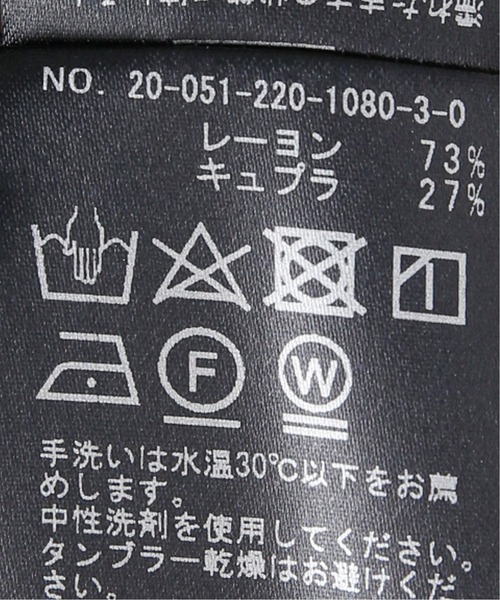 NO. 20-051-220-1080-3-0
レーヨン 73%
キュプラ 27%
F
W
手洗いは水温30℃以下をお薦
めします。
中性洗剤を使用してください。
タンブラー乾燥はお避けくだ
さい。